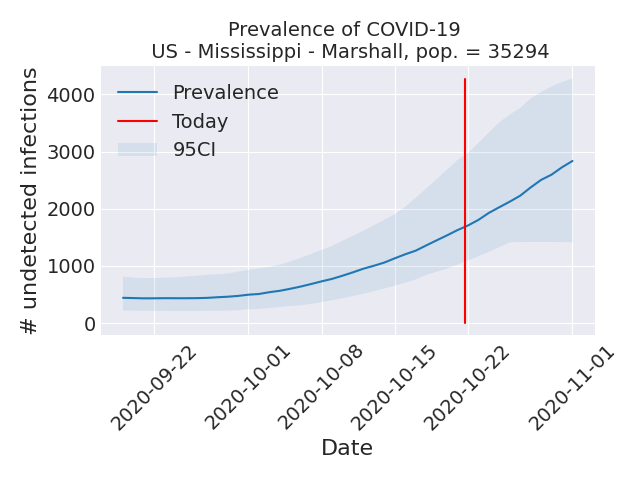 Prevalence of COVID-19
US - Mississippi - Marshall, pop. = 35294
# undetected infections
4000
3000
2000
1000
0
Prevalence
Today
95CI
2020-09-22
2020-10-01
2020-10-08
2020-10-15
2020-10-22
2020-11-01
Date